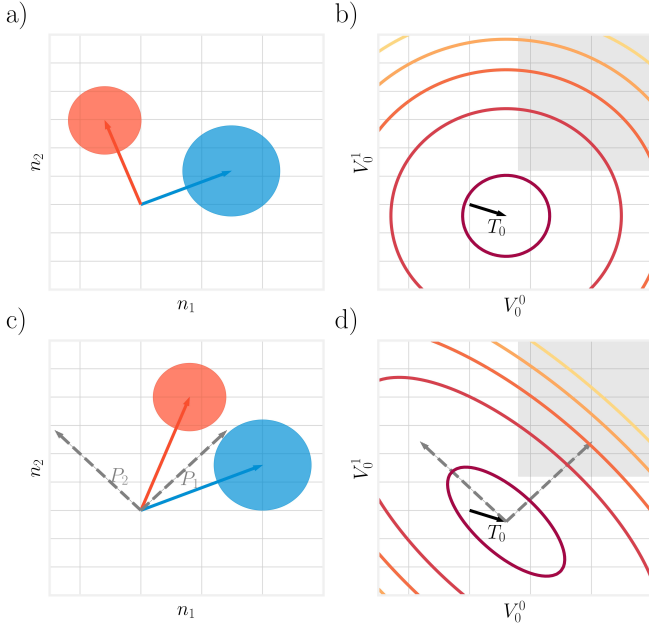 a)
b)
n₂
V₀¹
T₀
n₁
V₀⁰
c)
d)
n₂
P₂
P₁
V₀¹
T₀
n₁
V₀⁰